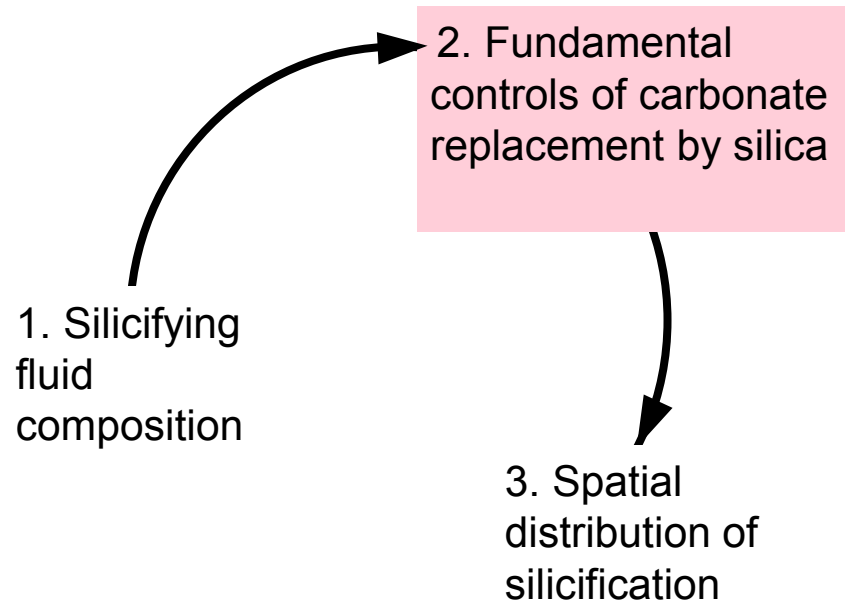 2. Fundamental
controls of carbonate
replacement by silica
1. Silicifying
fluid
composition
3. Spatial
distribution of
silicification